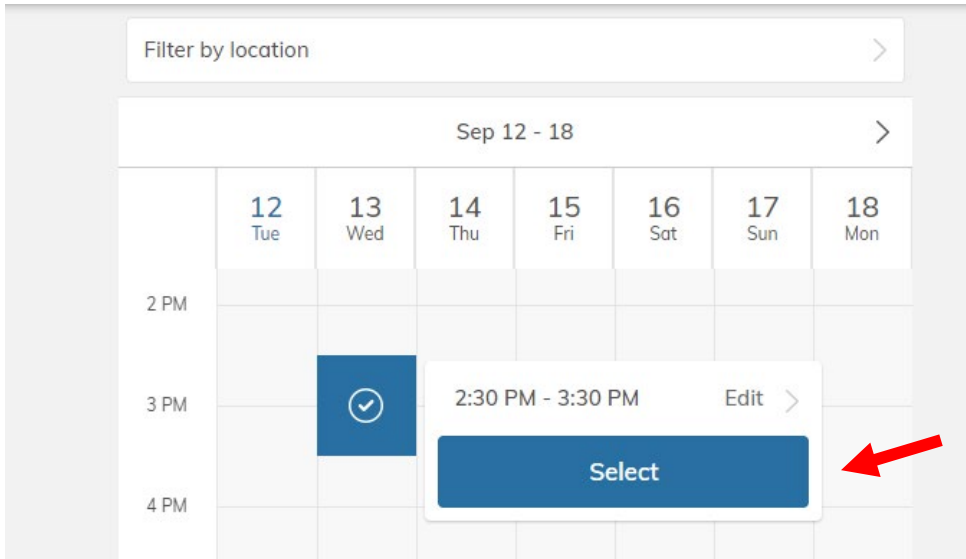 Filter by location
Sep 12 - 18
12 13 14 15 16 17 18
Tue Wed Thu Fri Sat Sun Mon
2 PM
3 PM
2:30 PM - 3:30 PM Edit
Select
4 PM